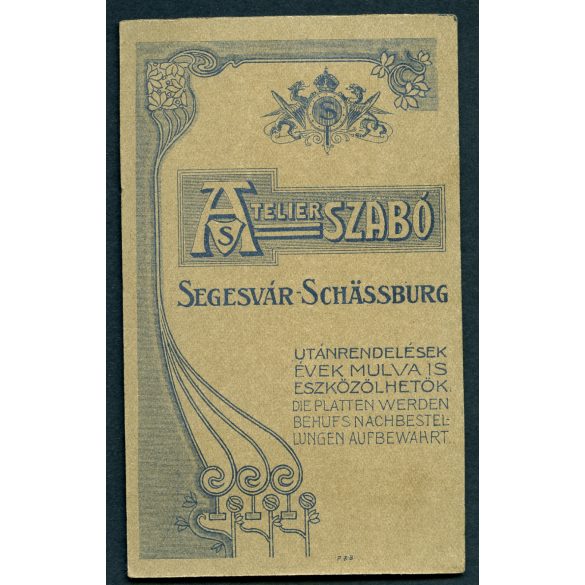 S
ATELIER SZABÓ
S
SEGESVÁR-SCHÄSSBURG
UTÁNRENDELÉSEK
ÉVEK MULVA IS
ESZKÖZÖLHETŐK.
DIE PLATTEN WERDEN
BEHUFS NACHBESTEL-
LUNGEN AUFBEWAHRT.
P.B.B.